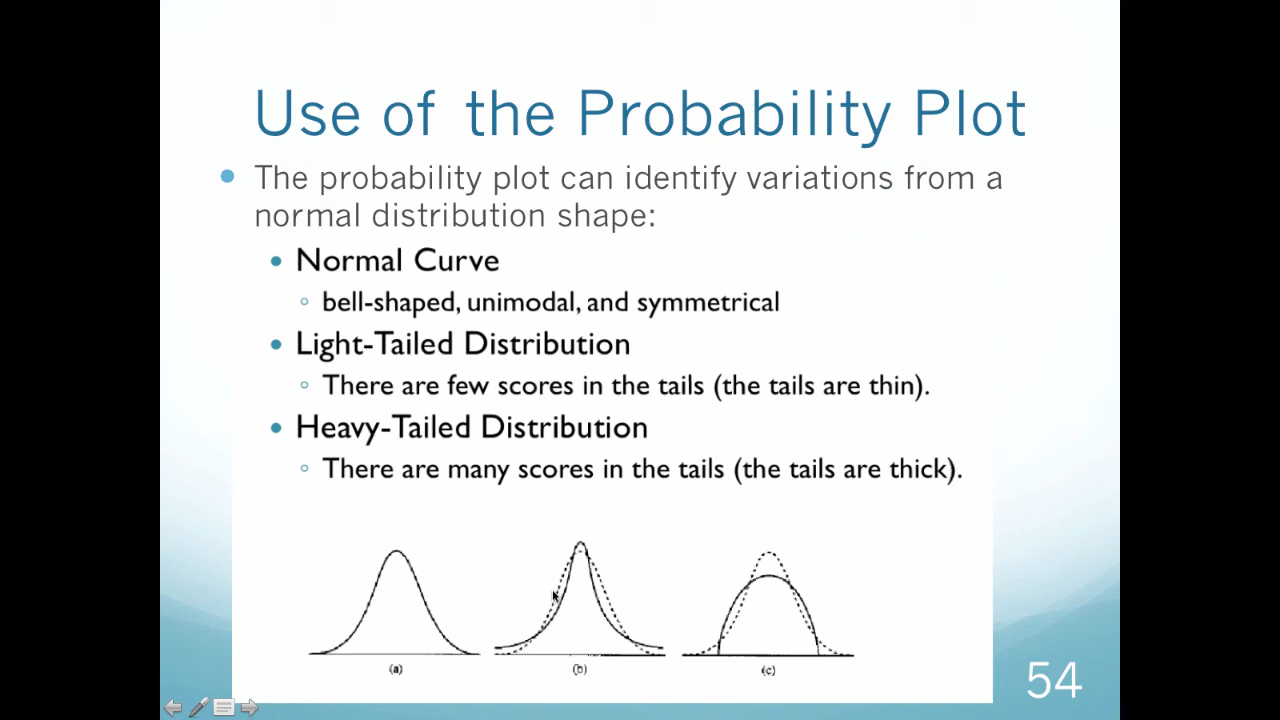 Use of the Probability Plot
The probability plot can identify variations from a
normal distribution shape:
Normal Curve
bell-shaped, unimodal, and symmetrical
Light-Tailed Distribution
There are few scores in the tails (the tails are thin).
Heavy-Tailed Distribution
There are many scores in the tails (the tails are thick).
(a) (b) (c)
54